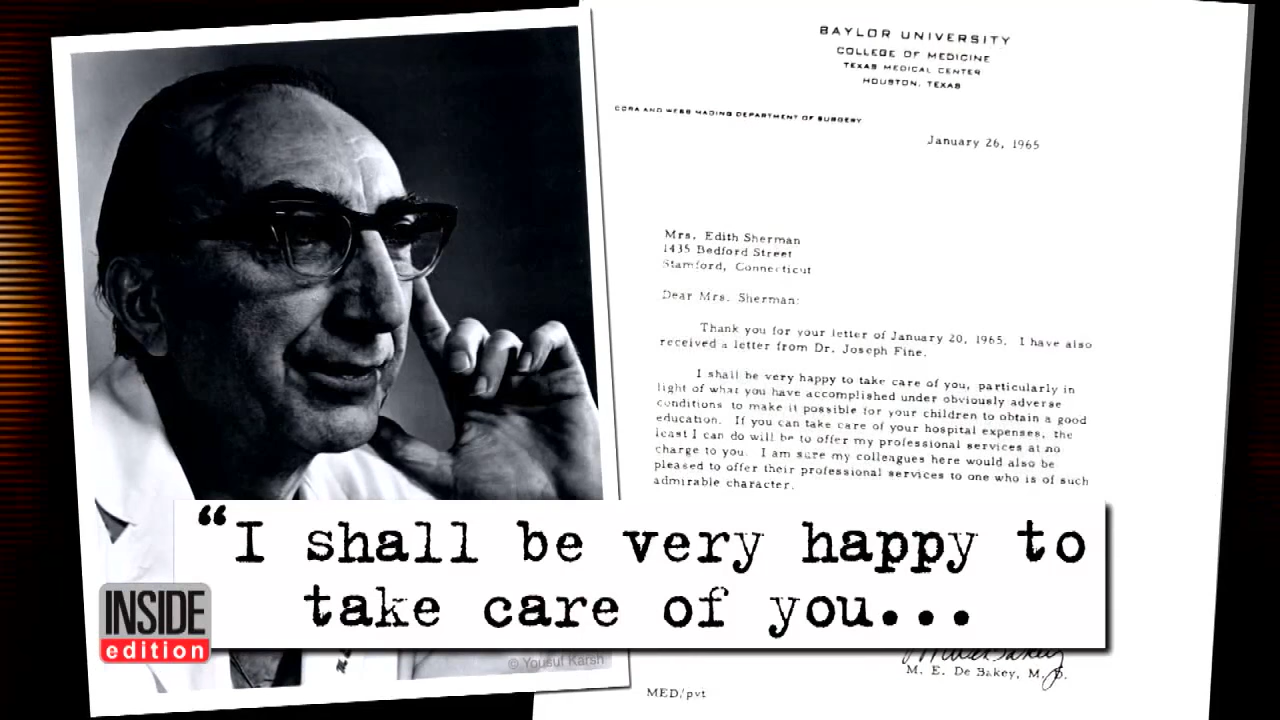 BAYLOR UNIVERSITY
COLLEGE OF MEDICINE
TEXAS MEDICAL CENTER
HOUSTON, TEXAS
CORA AND WEBB MADING DEPARTMENT OF SURGERY
January 26, 1965
Mrs. Edith Sherman
1435 Bedford Street
Stamford, Connecticut
Dear Mrs. Sherman:
Thank you for your letter of January 20, 1965. I have also
received a letter from Dr. Joseph Fine.
I shall be very happy to take care of you, particularly in
light of what you have accomplished under obviously adverse
conditions to make it possible for your children to obtain a good
education. If you can take care of your hospital expenses, the
least I can do will be to offer my professional services at no
charge to you. I am sure my colleagues here would also be
pleased to offer their professional services to one who is of such
admirable character.
“I shall be very happy to
take care of you...
INSIDE
edition
© Yousuf Karsh
M. E. De Bakey, M. D.
MED/pvt